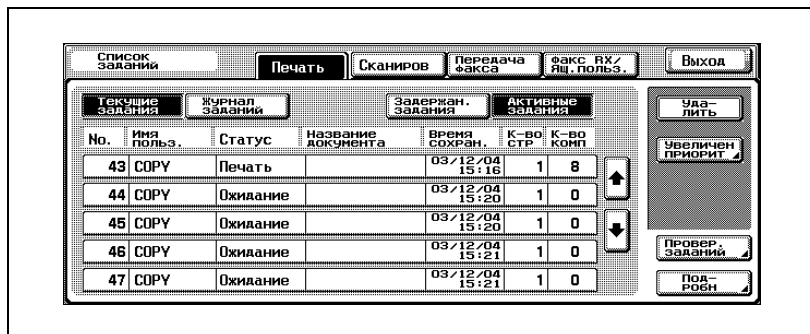 Список заданий
Печать
Сканиров
Передача факса
Факс RX/ Ящ.польз.
Выход
Текущие задания
Журнал заданий
Задержан. задания
Активные задания
Уда-лить
No. Имя польз. Статус Название документа Время сохран. К-во стр К-во комп
Увеличен приорит
43 COPY Печать 03/12/04 15:16 1 8
44 COPY Ожидание 03/12/04 15:20 1 0
45 COPY Ожидание 03/12/04 15:20 1 0
46 COPY Ожидание 03/12/04 15:21 1 0
Провер. заданий
47 COPY Ожидание 03/12/04 15:21 1 0
Под-робн